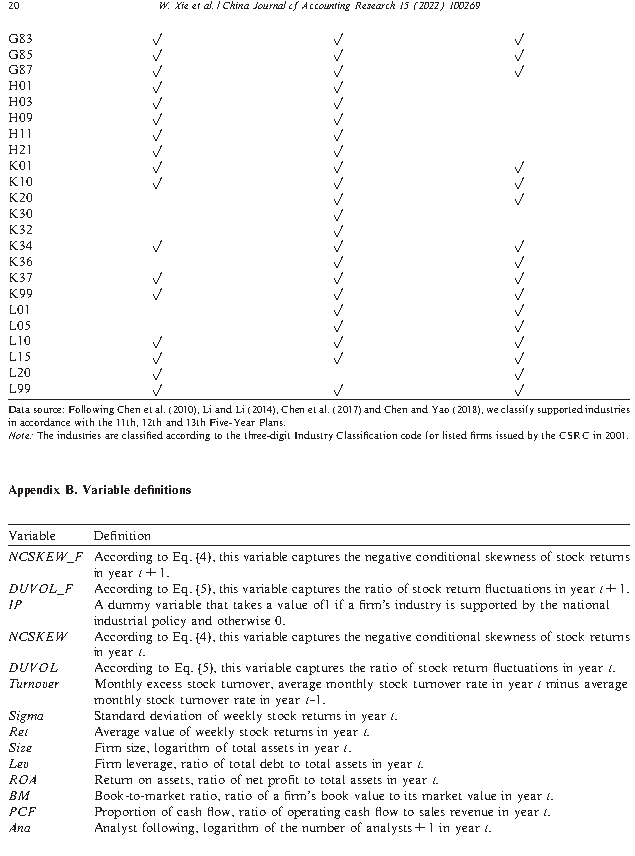 20 W. Xie et al. / China Journal of Accounting Research 15 (2022) 100269
G83 √ √ √
G85 √ √ √
G87 √ √ √
H01 √ √
H03 √ √
H09 √ √
H11 √ √
H21 √ √
K01 √ √ √
K10 √ √ √
K20 √ √
K30 √
K32 √
K34 √ √ √
K36 √ √
K37 √ √ √
K99 √ √ √
L01 √ √
L05 √ √
L10 √ √ √
L15 √ √ √
L20 √ √
L99 √ √ √
Data source: Following Chen et al. (2010), Li and Li (2014), Chen et al. (2017) and Chen and Yao (2018), we classify supported industries
in accordance with the 11th, 12th and 13th Five-Year Plans.
Note: The industries are classified according to the three-digit Industry Classification code for listed firms issued by the CSRC in 2001.
Appendix B. Variable definitions
Variable Definition
NCSKEW_F According to Eq. (4), this variable captures the negative conditional skewness of stock returns
in year t + 1.
DUVOL_F According to Eq. (5), this variable captures the ratio of stock return fluctuations in year t + 1.
IP A dummy variable that takes a value of1 if a firm's industry is supported by the national
industrial policy and otherwise 0.
NCSKEW According to Eq. (4), this variable captures the negative conditional skewness of stock returns
in year t.
DUVOL According to Eq. (5), this variable captures the ratio of stock return fluctuations in year t.
Turnover Monthly excess stock turnover, average monthly stock turnover rate in year t minus average
monthly stock turnover rate in year t-1.
Sigma Standard deviation of weekly stock returns in year t.
Ret Average value of weekly stock returns in year t.
Size Firm size, logarithm of total assets in year t.
Lev Firm leverage, ratio of total debt to total assets in year t.
ROA Return on assets, ratio of net profit to total assets in year t.
BM Book-to-market ratio, ratio of a firm's book value to its market value in year t.
PCF Proportion of cash flow, ratio of operating cash flow to sales revenue in year t.
Ana Analyst following, logarithm of the number of analysts + 1 in year t.